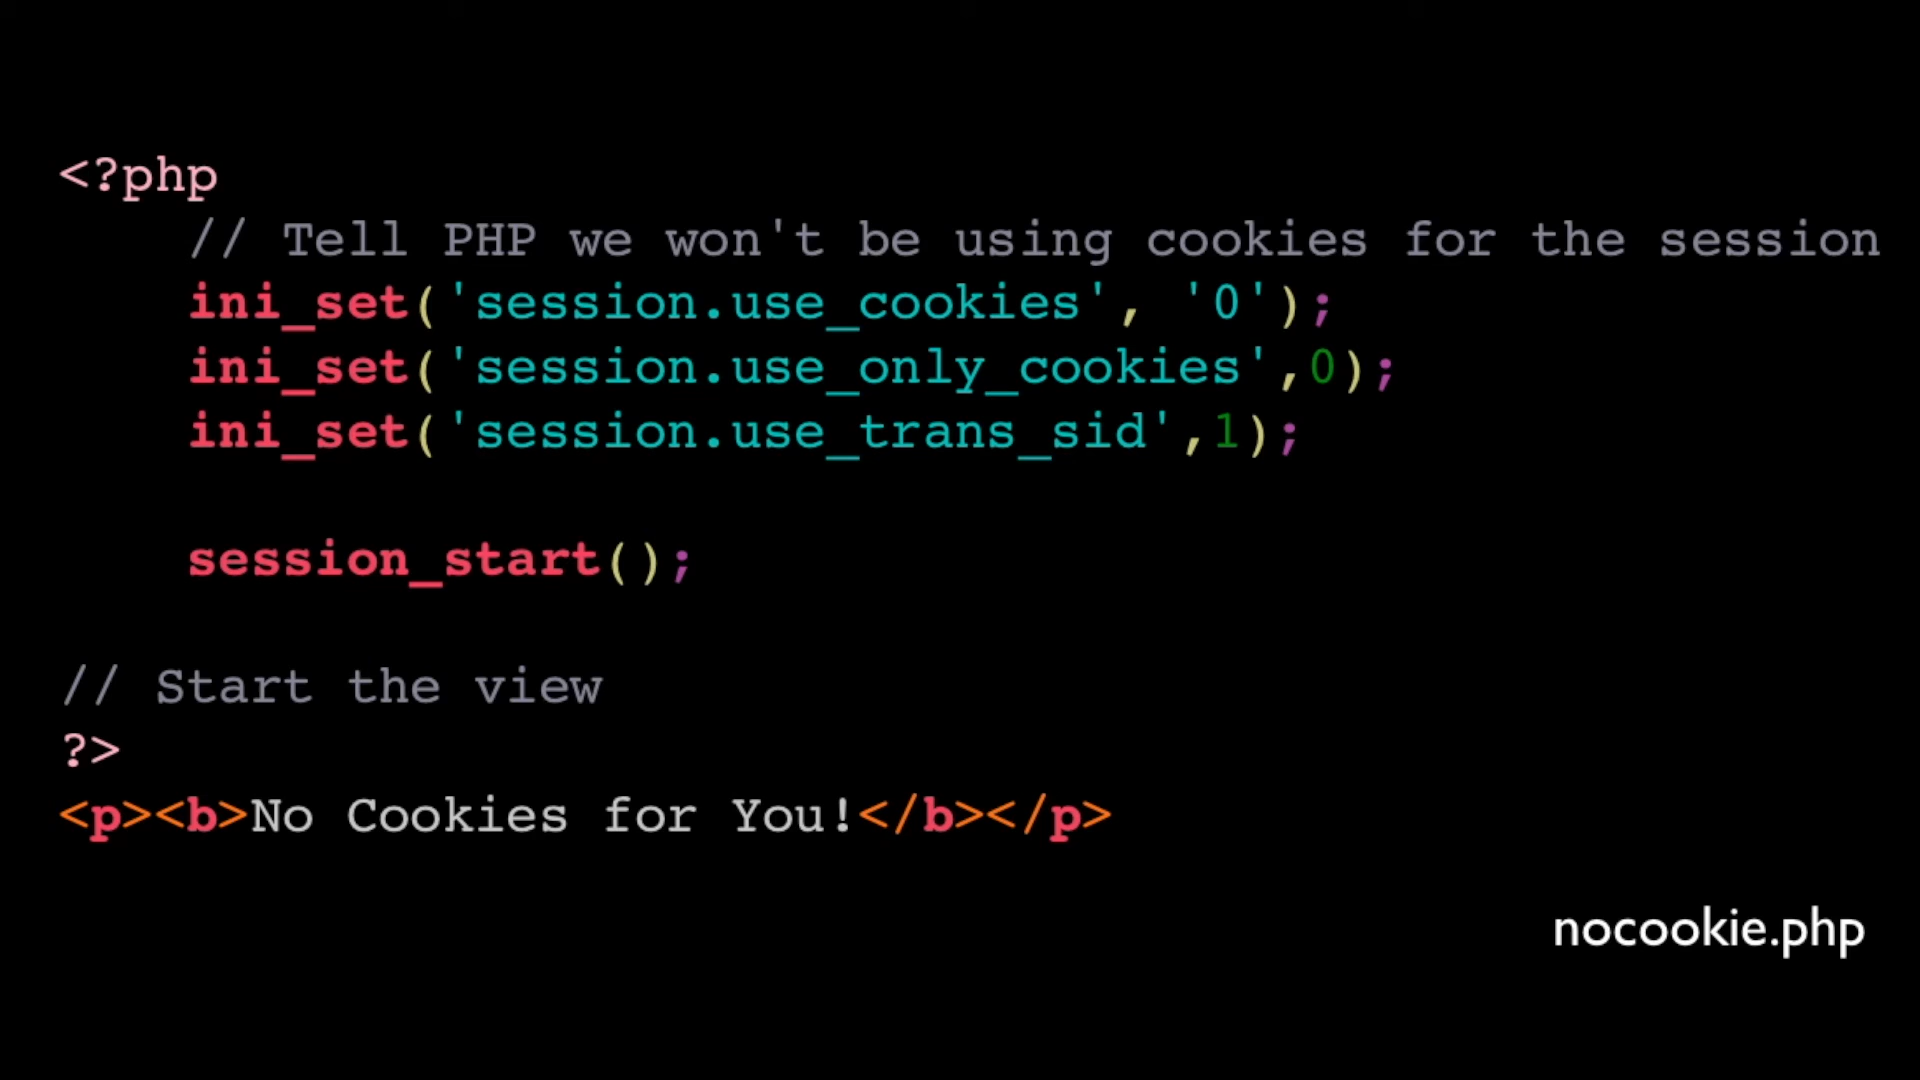 <?php
// Tell PHP we won't be using cookies for the session
ini_set('session.use_cookies', '0');
ini_set('session.use_only_cookies',0);
ini_set('session.use_trans_sid',1);
session_start();
// Start the view
?>
<p><b>No Cookies for You!</b></p>
nocookie.php